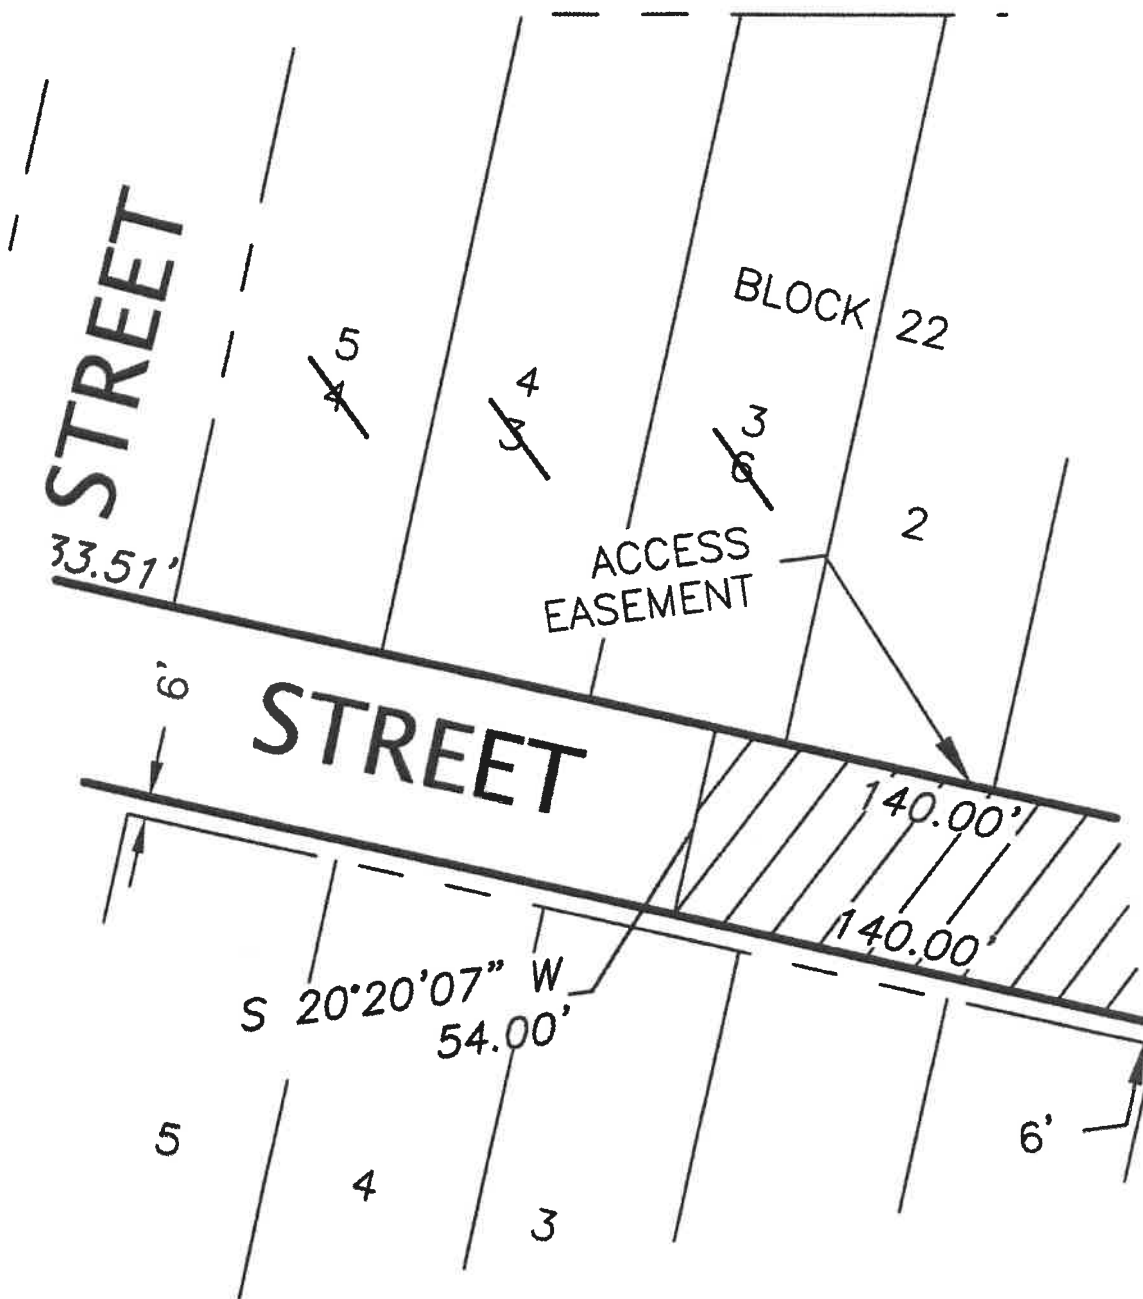 STREET
BLOCK 22
5
4
4
3
3
6
2
ACCESS
EASEMENT
33.51'
6'
STREET
140.00'
140.00'
S 20°20'07" W
54.00'
6'
5
4
3